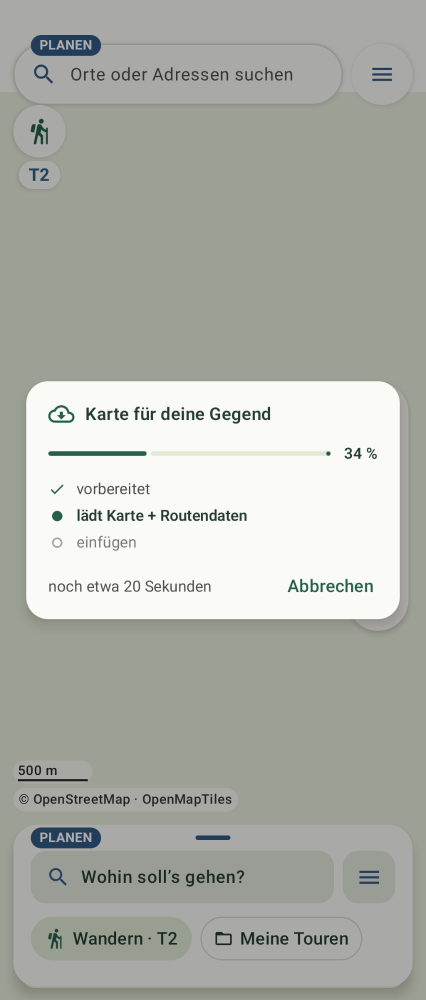 PLANEN
Orte oder Adressen suchen
T2
Karte für deine Gegend
34 %
vorbereitet
lädt Karte + Routendaten
einfügen
noch etwa 20 Sekunden
Abbrechen
500 m
© OpenStreetMap · OpenMapTiles
PLANEN
Wohin soll’s gehen?
Wandern · T2
Meine Touren